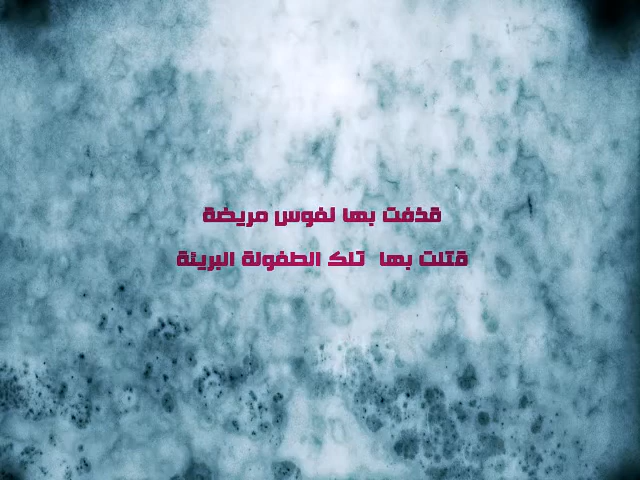 قذفت بها نفوس مريضة
قتلت بها تلك الطفولة البريئة